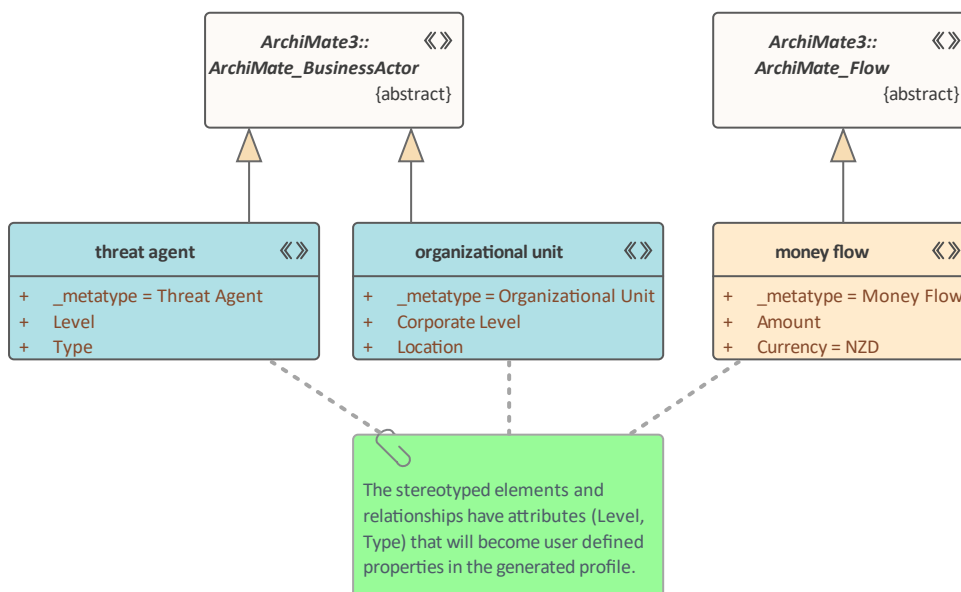 ArchiMate3:: «»
ArchiMate_BusinessActor
{abstract}
ArchiMate3:: «»
ArchiMate_Flow
{abstract}
threat agent «»
+ _metatype = Threat Agent
+ Level
+ Type
organizational unit «»
+ _metatype = Organizational Unit
+ Corporate Level
+ Location
money flow «»
+ _metatype = Money Flow
+ Amount
+ Currency = NZD
The stereotyped elements and
relationships have attributes (Level,
Type) that will become user defined
properties in the generated profile.